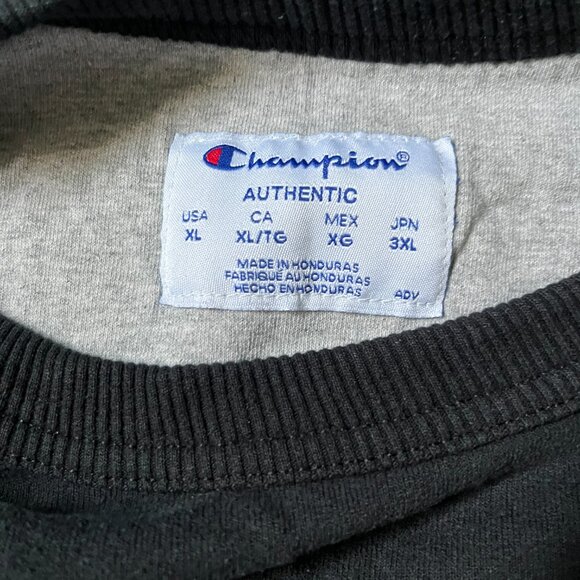 Champion®
AUTHENTIC
USA CA MEX JPN
XL XL/TG XG 3XL
MADE IN HONDURAS
FABRIQUÉ AU HONDURAS
HECHO EN HONDURAS
ADV